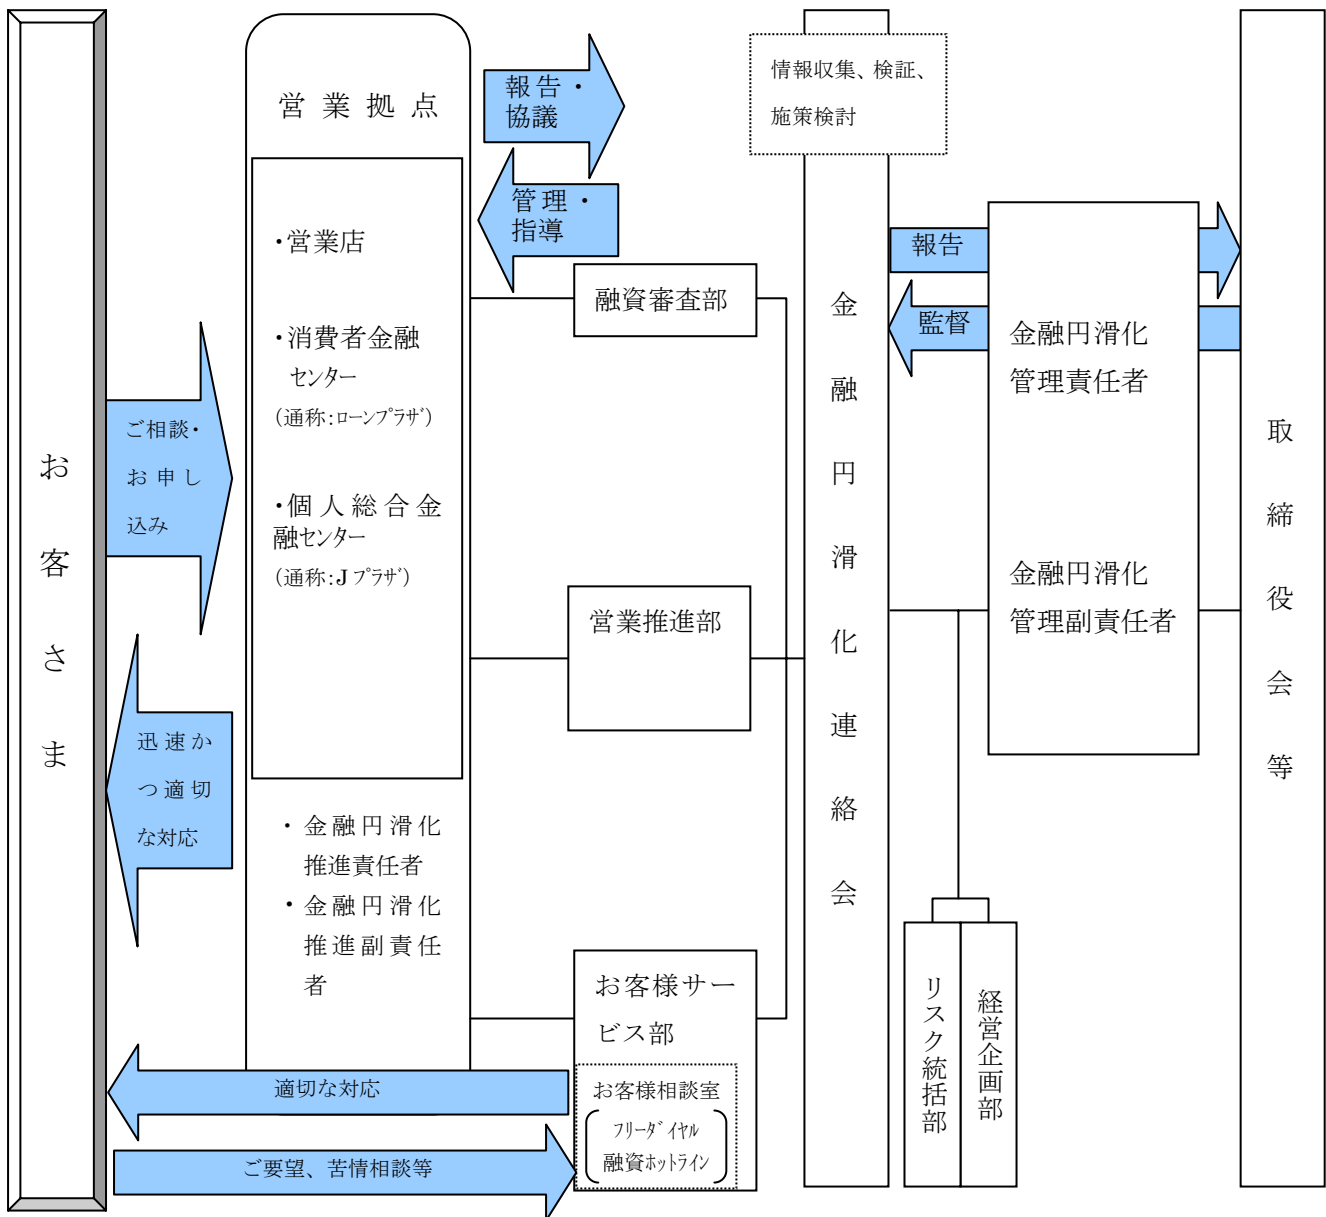 お客さま
ご相談・
お申し
込み
迅速か
つ適切
な対応
営業拠点
・営業店
・消費者金融
センター
(通称:ローンプラザ)
・個人総合金
融センター
(通称:Jプラザ)
・金融円滑化
推進責任者
・金融円滑化
推進副責任
者
報告・
協議
管理・
指導
融資審査部
営業推進部
お客様サー
ビス部
お客様相談室
フリーダイヤル
融資ホットライン
適切な対応
ご要望、苦情相談等
情報収集、検証、
施策検討
金融円滑化連絡会
報告
監督
金融円滑化
管理責任者
金融円滑化
管理副責任者
リスク統括部
経営企画部
取締役会等